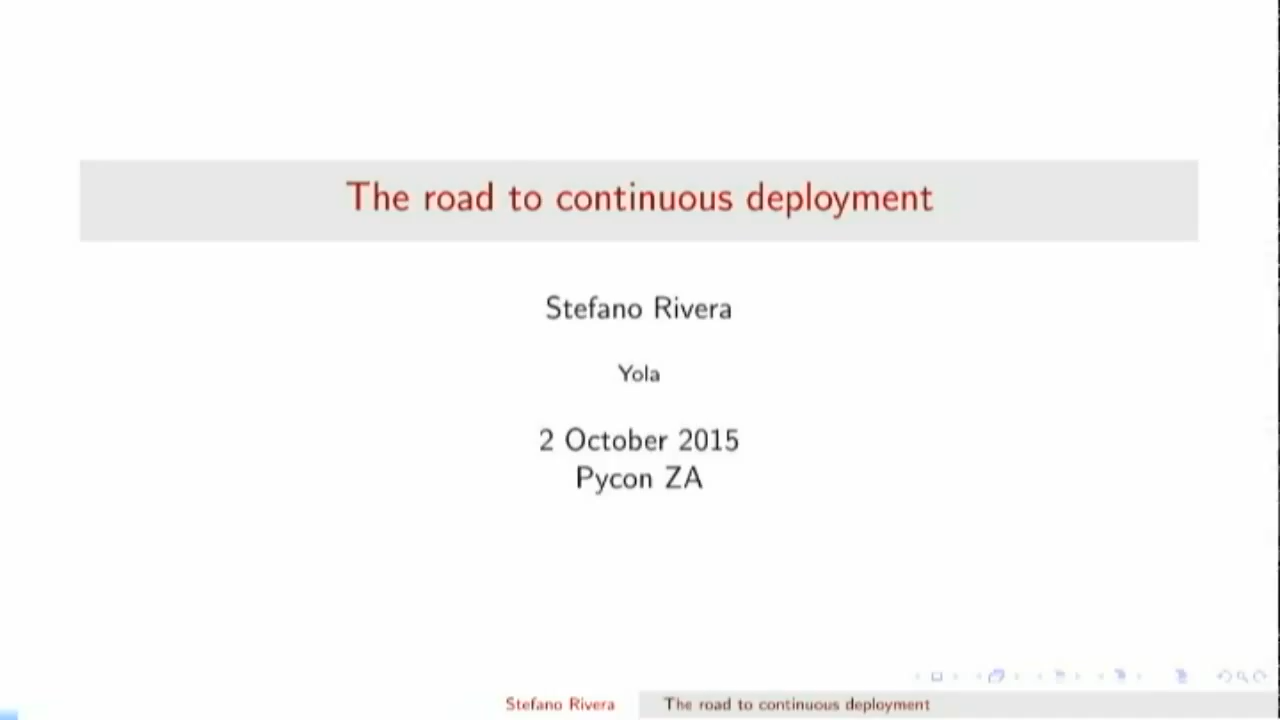 The road to continuous deployment
Stefano Rivera
Yola
2 October 2015
Pycon ZA
Stefano Rivera
The road to continuous deployment